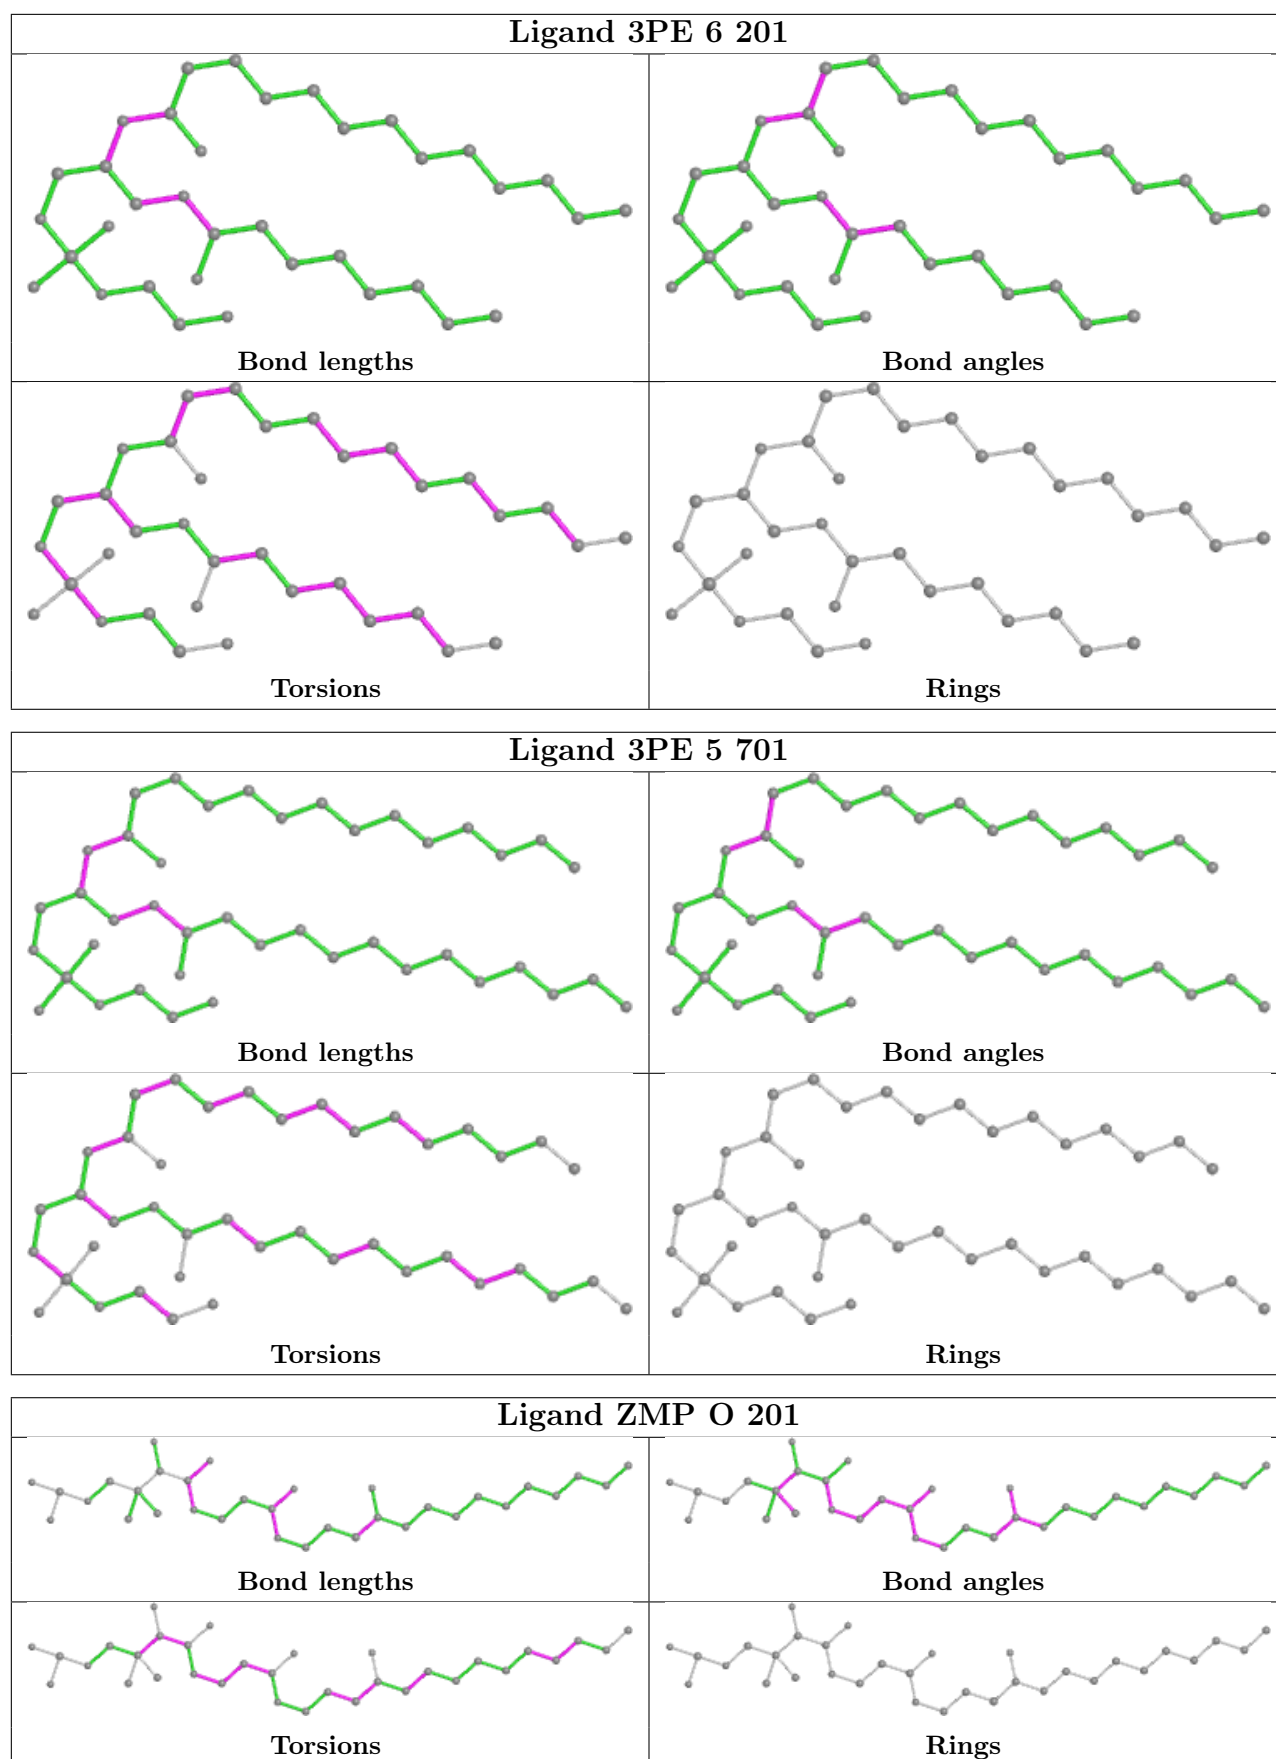 Ligand 3PE 6 201
Bond lengths
Bond angles
Torsions
Rings
Ligand 3PE 5 701
Bond lengths
Bond angles
Torsions
Rings
Ligand ZMP O 201
Bond lengths
Bond angles
Torsions
Rings